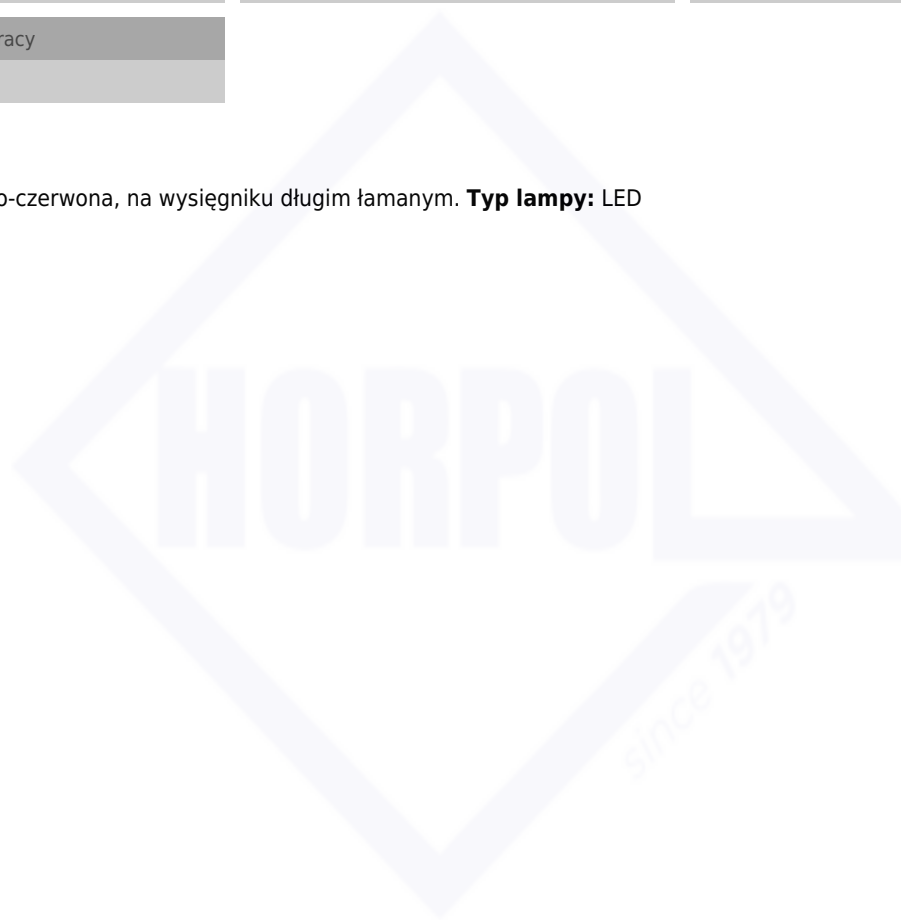 racy
o-czerwona, na wysięgniku długim łamanym. Typ lampy: LED
HORPOL
since 1979